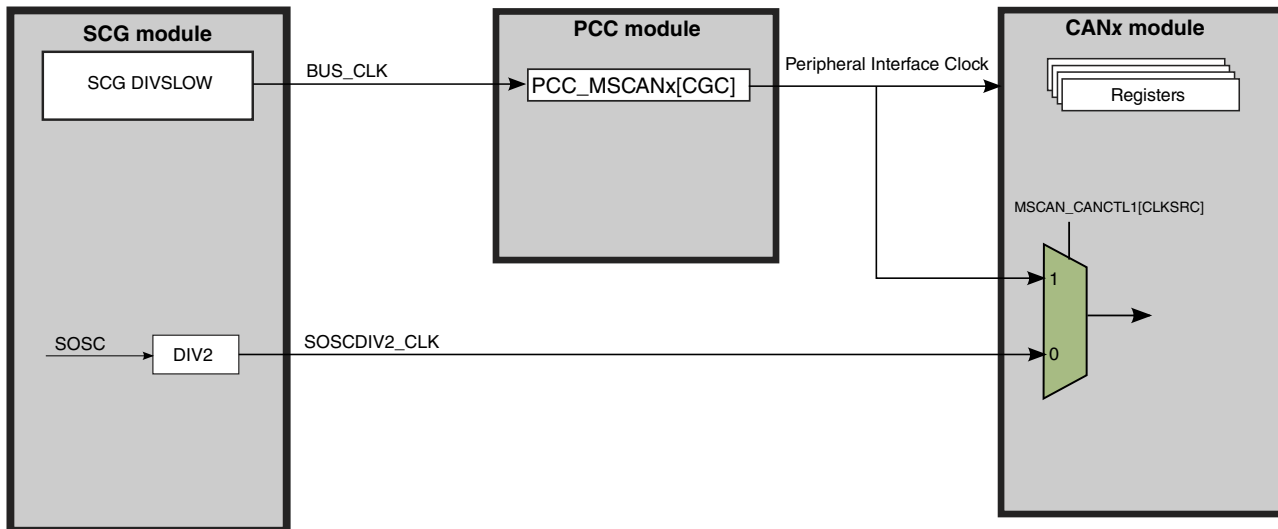 SCG module
SCG DIVSLOW
BUS_CLK
PCC module
PCC_MSCANx[CGC]
Peripheral Interface Clock
CANx module
Registers
MSCAN_CANCTL1[CLKSRC]
1
0
SOSC
DIV2
SOSCDIV2_CLK